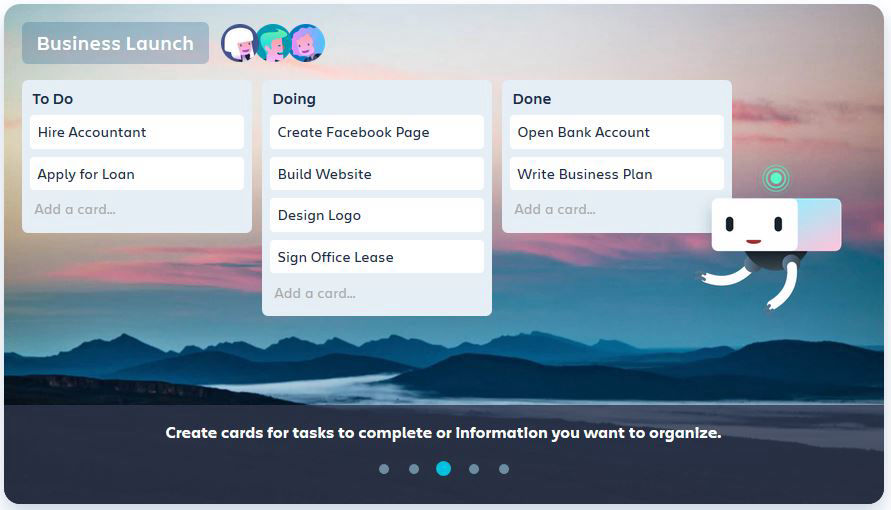 Business Launch
To Do
Hire Accountant
Apply for Loan
Add a card...
Doing
Create Facebook Page
Build Website
Design Logo
Sign Office Lease
Add a card...
Done
Open Bank Account
Write Business Plan
Add a card...
Create cards for tasks to complete or information you want to organize.